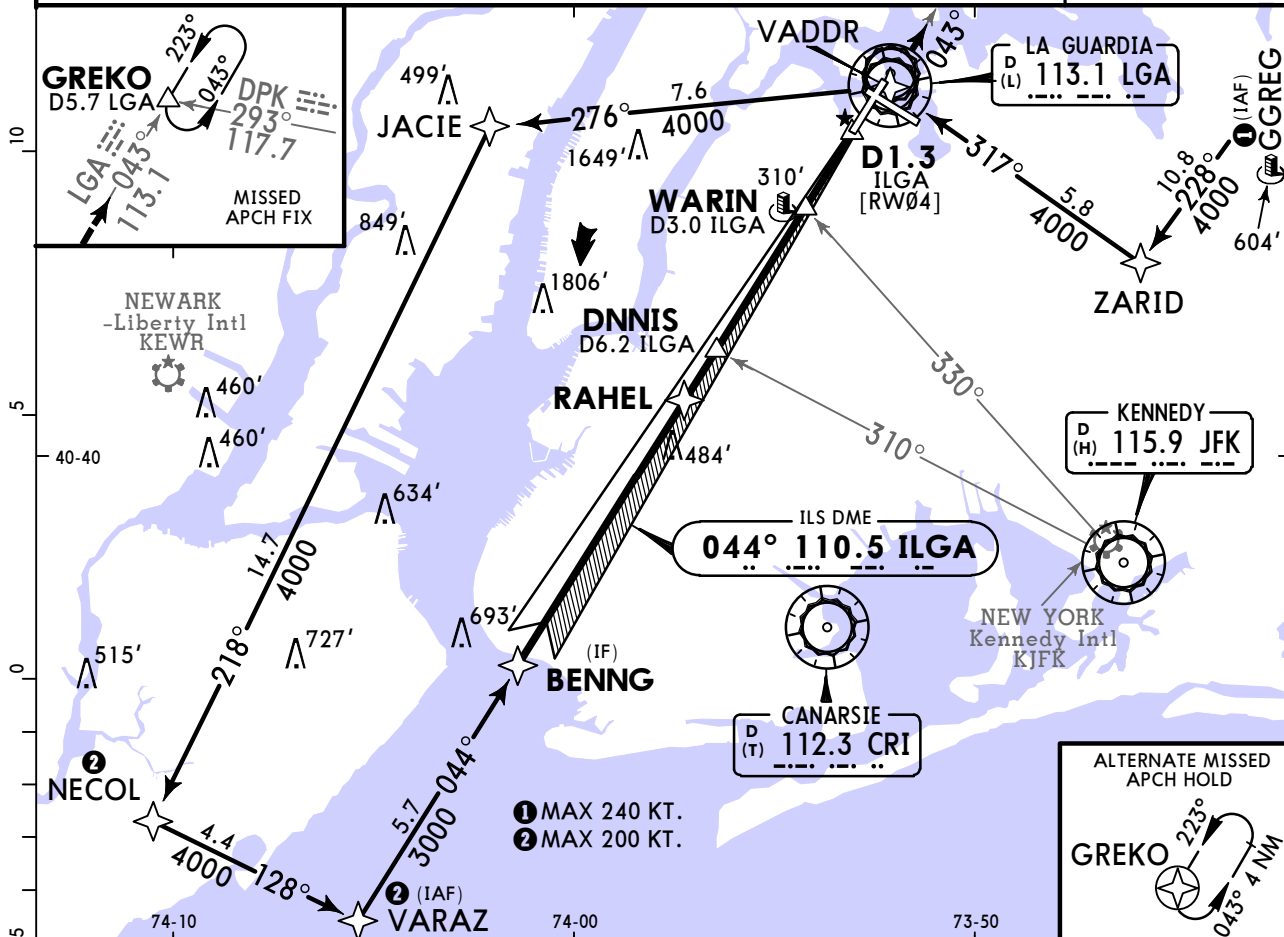 223°
043°
GREKO
D5.7 LGA
DPK
293°
117.7
LGA
043°
113.1
MISSED
APCH FIX
499'
JACIE
276°
7.6
4000
1649'
VADDR
043°
LA GUARDIA
D
(L)
113.1 LGA
1 (IAF)
GGREG
10.8
228°
4000
604'
317°
5.8
4000
ZARID
D1.3
ILGA
[RWØ4]
310'
WARIN
D3.0 ILGA
849'
1806'
DNNIS
D6.2 ILGA
RAHEL
NEWARK
-Liberty Intl
KEWR
460'
460'
10
5
0
5
40-40
484'
634'
330°
310°
KENNEDY
D
(H)
115.9 JFK
ILS DME
044° 110.5 ILGA
14.7
4000
218°
693'
727'
515'
(IF)
BENNG
NEW YORK
Kennedy Intl
KJFK
CANARSIE
D
(T)
112.3 CRI
2
NECOL
4.4
4000
128°
5.7
3000
044°
1 MAX 240 KT.
2 MAX 200 KT.
2 (IAF)
VARAZ
ALTERNATE MISSED
APCH HOLD
GREKO
223°
043° 4 NM
74-10
74-00
73-50